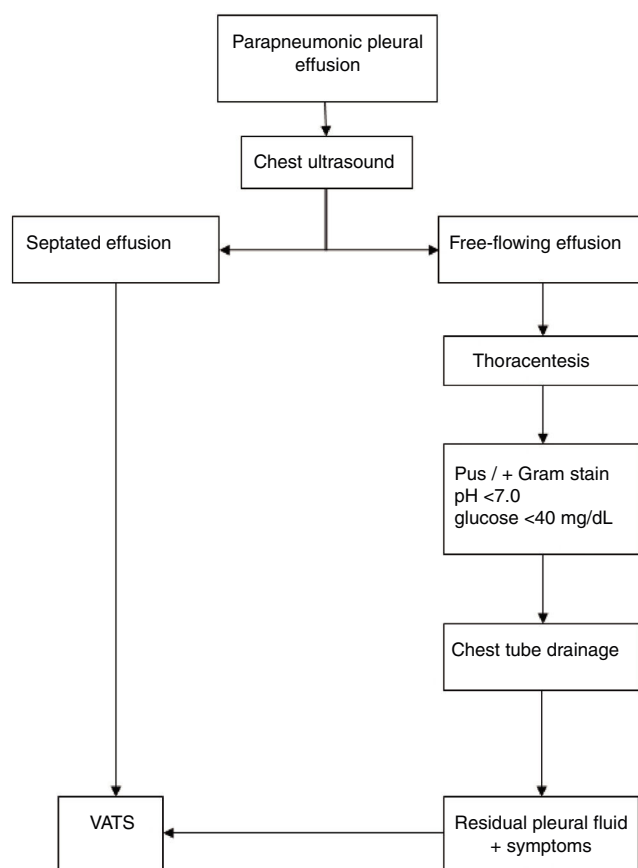 Parapneumonic pleural
effusion
Chest ultrasound
Septated effusion
Free-flowing effusion
Thoracentesis
Pus / + Gram stain
pH <7.0
glucose <40 mg/dL
Chest tube drainage
VATS
Residual pleural fluid
+ symptoms